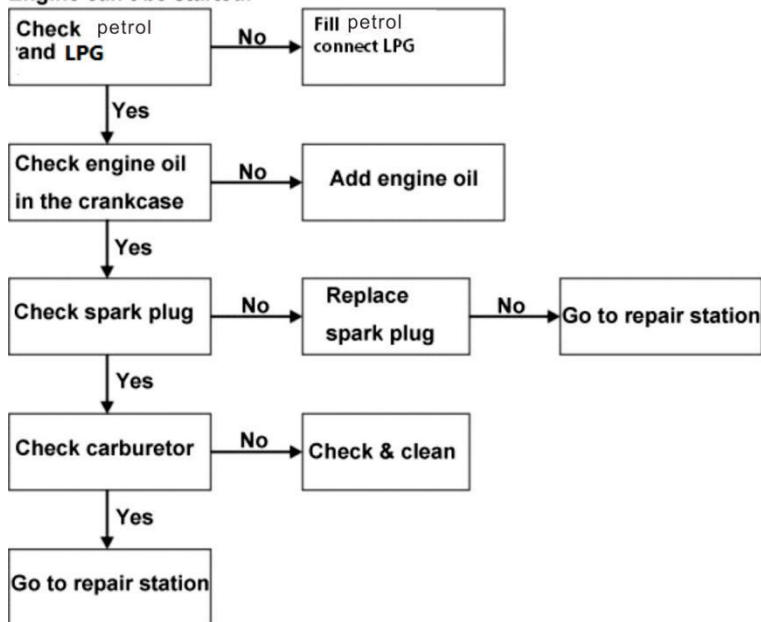 Check petrol
and LPG
No
Fill petrol
connect LPG
Yes
Check engine oil
in the crankcase
No
Add engine oil
Yes
Check spark plug
No
Replace
spark plug
No
Go to repair station
Yes
Check carburetor
No
Check & clean
Yes
Go to repair station